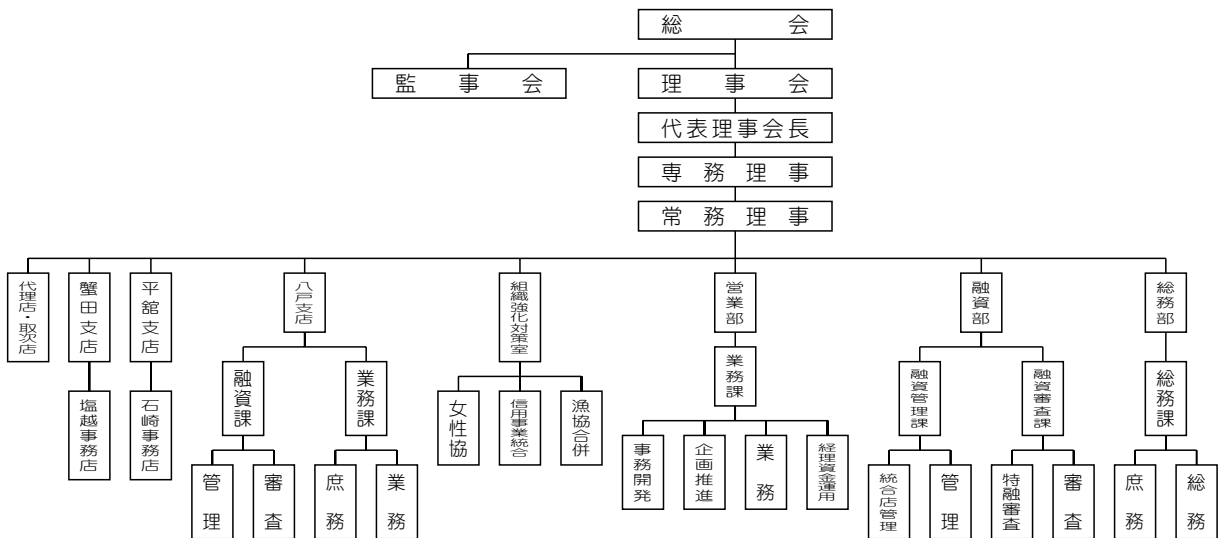 総会
監事会
理事会
代表理事会長
専務理事
常務理事
代理店・取次店
蟹田支店
平舘支店
八戸支店
組織強化対策室
営業部
融資部
総務部
塩越事務店
石崎事務店
融資課
業務課
女性協
信用事業統合
漁協合併
業務課
融資管理課
融資審査課
総務課
管理
審査
庶務
業務
事務開発
企画推進
業務
経理資金運用
統合店管理
管理
特融審査
審査
庶務
総務